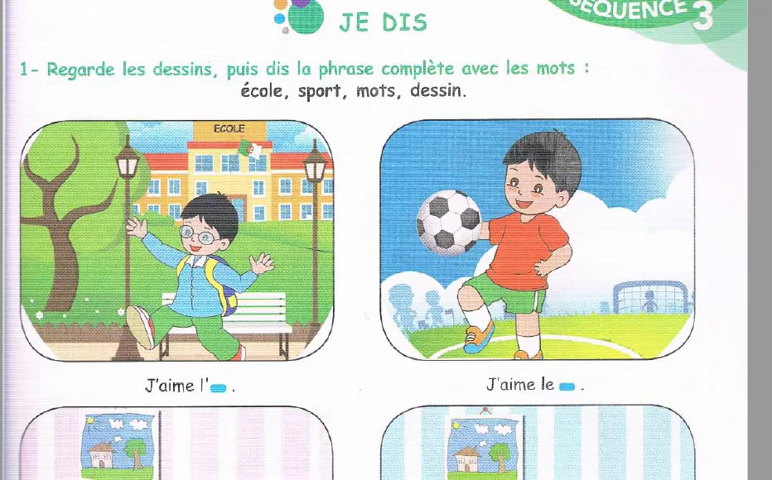 SÉQUENCE 3
JE DIS
1- Regarde les dessins, puis dis la phrase complète avec les mots :
école, sport, mots, dessin.
ECOLE
J'aime l' .
J'aime le .